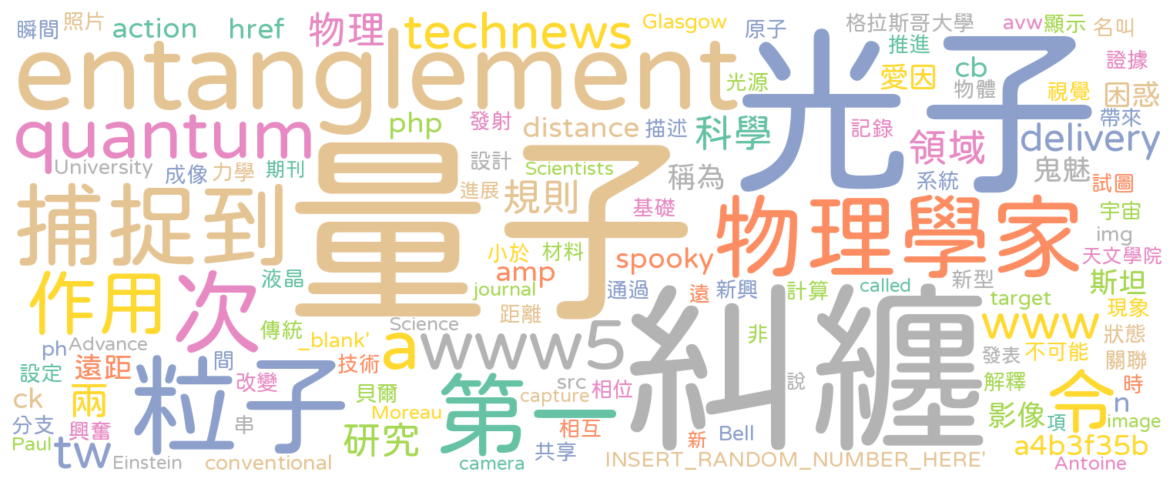 瞬間 照片 action href 物理 technews Glasgow 原子 格拉斯哥大學 avw 顯示 名叫
entanglement 光子 推進 證據
光源 愛因 cb 物體 視覺 困惑
quantum php 發射 distance 描述 科學 記錄 領域 帶來 delivery
University 成像 力學 期刊 設計 Scientists 稱為 系統 鬼魅 試圖
捕捉到 量子 進展 規則 基礎 物理學家 宇宙 img
小於 材料 spooky 天文學院
作用 次 液晶 amp journal 通過 遠 新興 計算 called 新型 斯坦
傳統 _blank' Science 距離 糾纏 target 現象
ph Advance a www5 非 www 狀態
設定 遠距 間 技術 發表 不可能 關聯
ck 兩 粒子 改變 貝爾 第一 src 相位 說 解釋 令 時
分支 串 Moreau capture 影像 項 n image
Paul 興奮 研究 相互 新 Bell a4b3f35b
tw Einstein conventional camera 共享 INSERT_RANDOM_NUMBER_HERE' Antoine